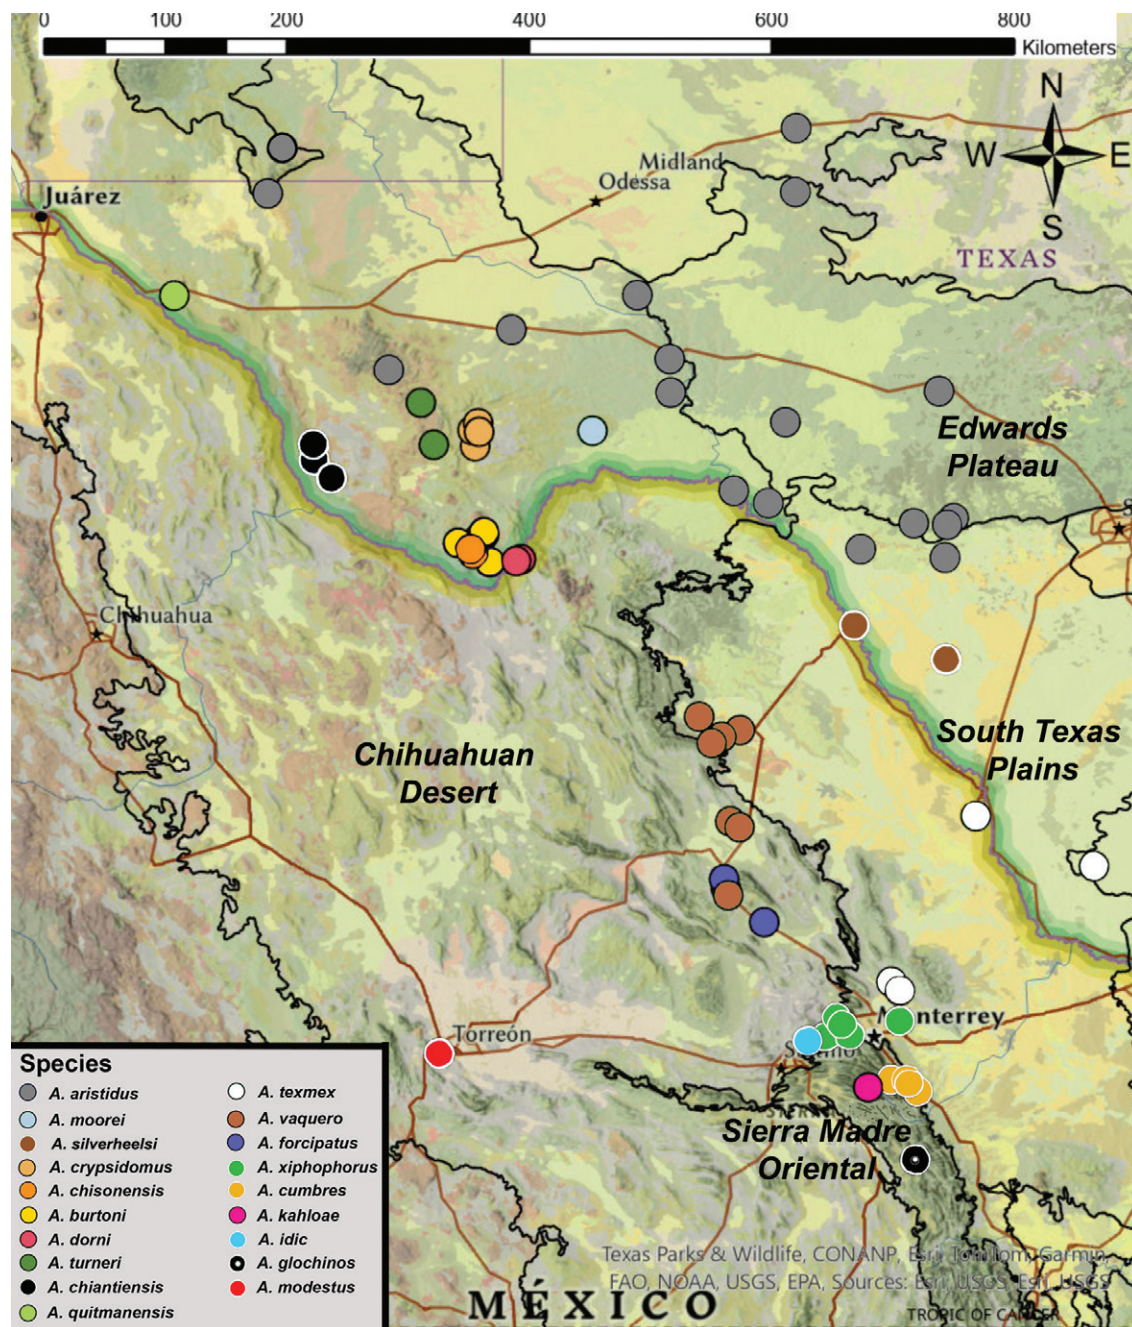 0 100 200 400 600 800
Kilometers
N
W E
S
Midland
Odessa
Juárez
TEXAS
Edwards
Plateau
Chihuahua
South Texas
Plains
Chihuahuan
Desert
Monterrey
Torreón
Sierra Madre
Oriental
Species
A. aristidus
A. moorei
A. silverheelsi
A. crypsidomus
A. chisonensis
A. burtoni
A. dorni
A. turneri
A. chiantiensis
A. quitmanensis
A. texmex
A. vaquero
A. forcipatus
A. xiphophorus
A. cumbres
A. kahloae
A. idic
A. glochinos
A. modestus
Texas Parks & Wildlife, CONANP, Esri, TomTom, Garmin,
FAO, NOAA, USGS, EPA, Sources: Esri, USGS, Esri, USGS
MÉXICO
TROPIC OF CANCER